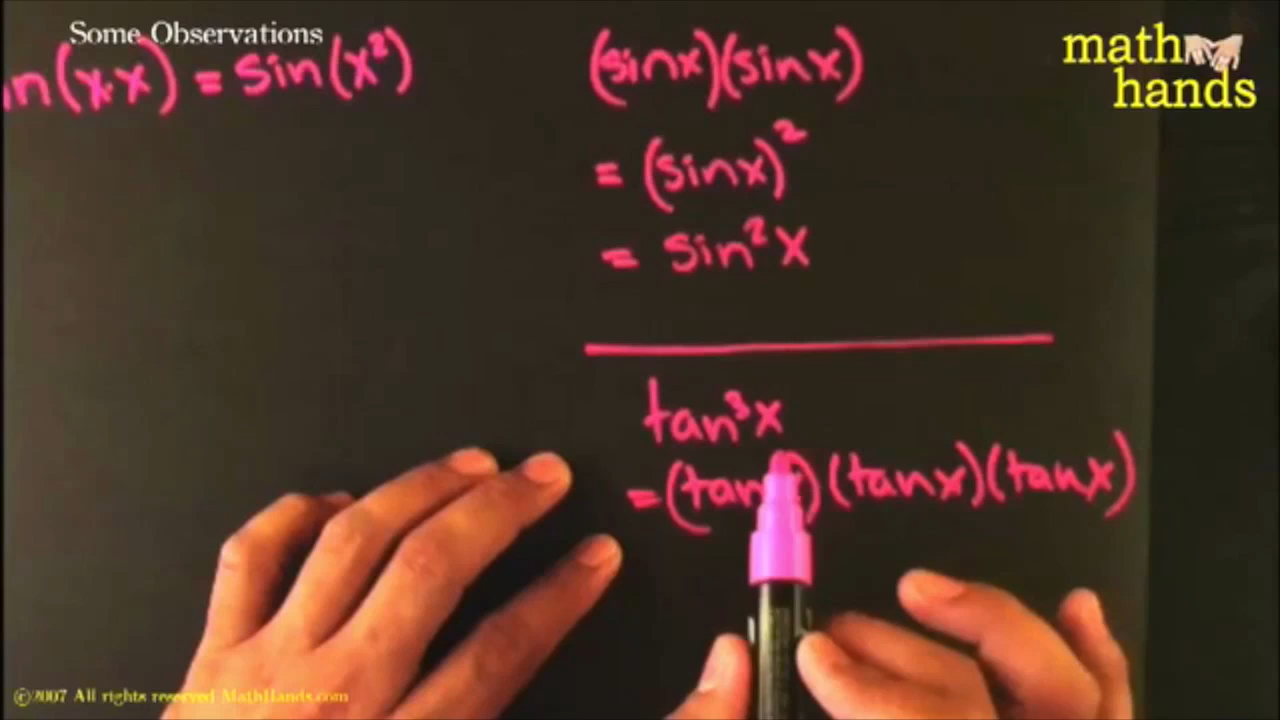 Some Observations
math
hands
in(x·x) = sin(x²)
(sinx)(sinx)
= (sinx)²
= sin²x
tan³x
=(tan )(tanx)(tanx)
©2007 All rights reserved MathHands.com